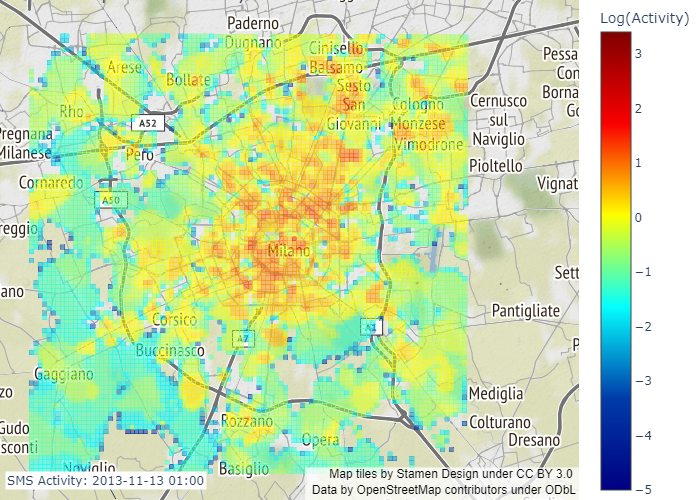 Paderno
Dugnano
Log(Activity)
Cinisello
Balsamo
Arese
Bollate
Sesto
San
Giovanni
Cologno
Monzese
Vimodrone
Cernusco
sul
Naviglio
Pessa
Con
Borna
Go
Rho
A52
Pregnana
Milanese
Pero
Pioltello
Cornaredo
A50
Vignat
reggio
Milano
Sett
ano
Pantigliate
Corsico
A1
A7
Buccinasco
P
Gaggiano
zo
Mediglia
Rozzano
Colturano
Gudo
sconti
Opera
Dresano
Noviglio
Basiglio
SMS Activity: 2013-11-13 01:00
Map tiles by Stamen Design under CC BY 3.0
Data by OpenStreetMap contributors under ODbL
3
2
1
0
−1
−2
−3
−4
−5